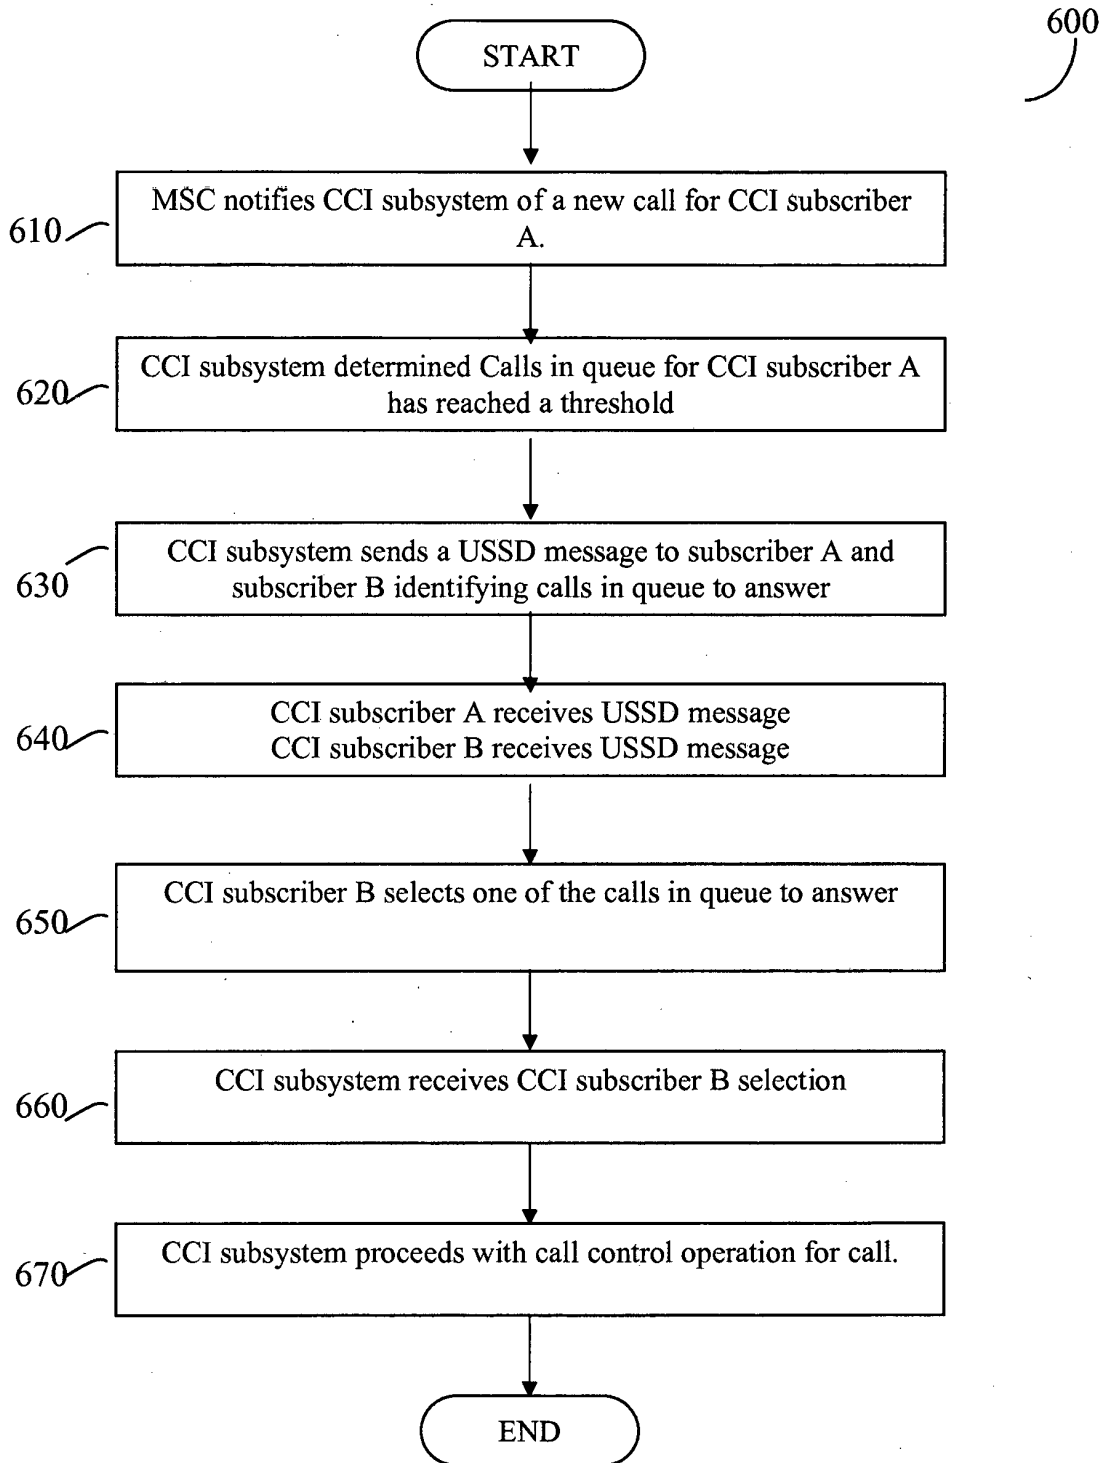 600
START
MSC notifies CCI subsystem of a new call for CCI subscriber
A.
610
CCI subsystem determined Calls in queue for CCI subscriber A
has reached a threshold
620
CCI subsystem sends a USSD message to subscriber A and
subscriber B identifying calls in queue to answer
630
CCI subscriber A receives USSD message
CCI subscriber B receives USSD message
640
CCI subscriber B selects one of the calls in queue to answer
650
CCI subsystem receives CCI subscriber B selection
660
CCI subsystem proceeds with call control operation for call.
670
END